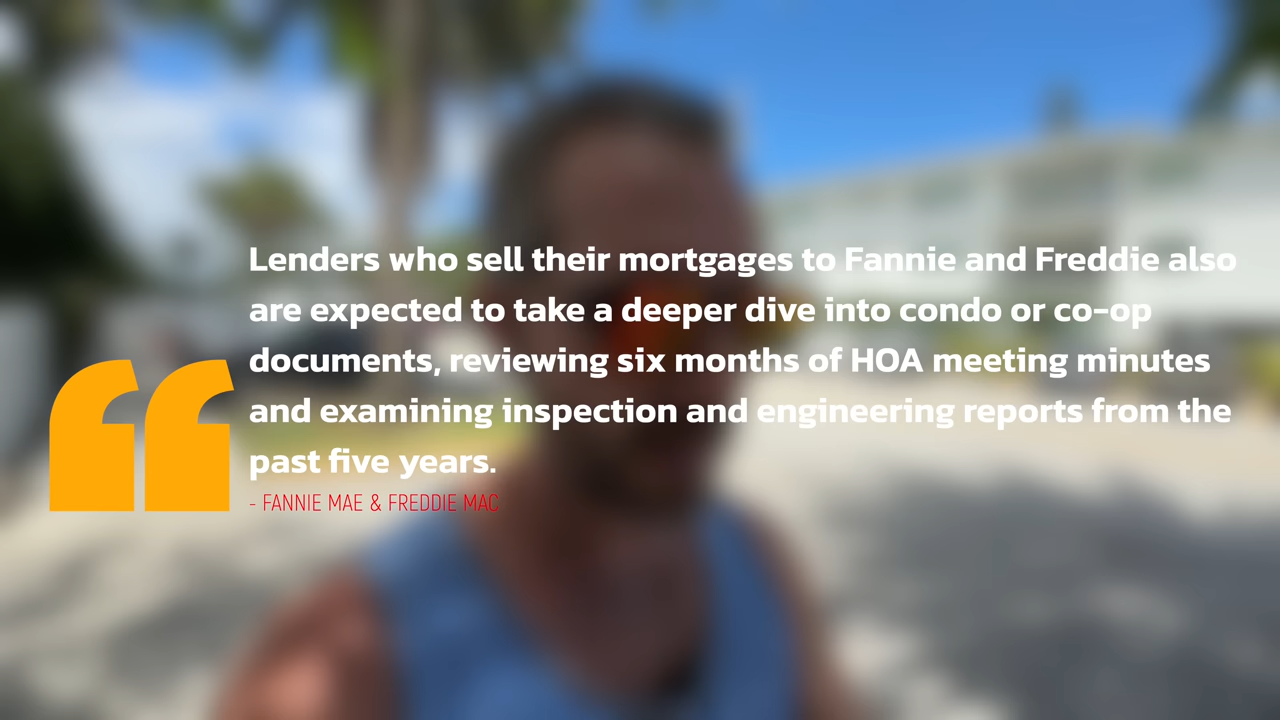 Lenders who sell their mortgages to Fannie and Freddie also
are expected to take a deeper dive into condo or co-op
documents, reviewing six months of HOA meeting minutes
and examining inspection and engineering reports from the
past five years.
- FANNIE MAE & FREDDIE MAC